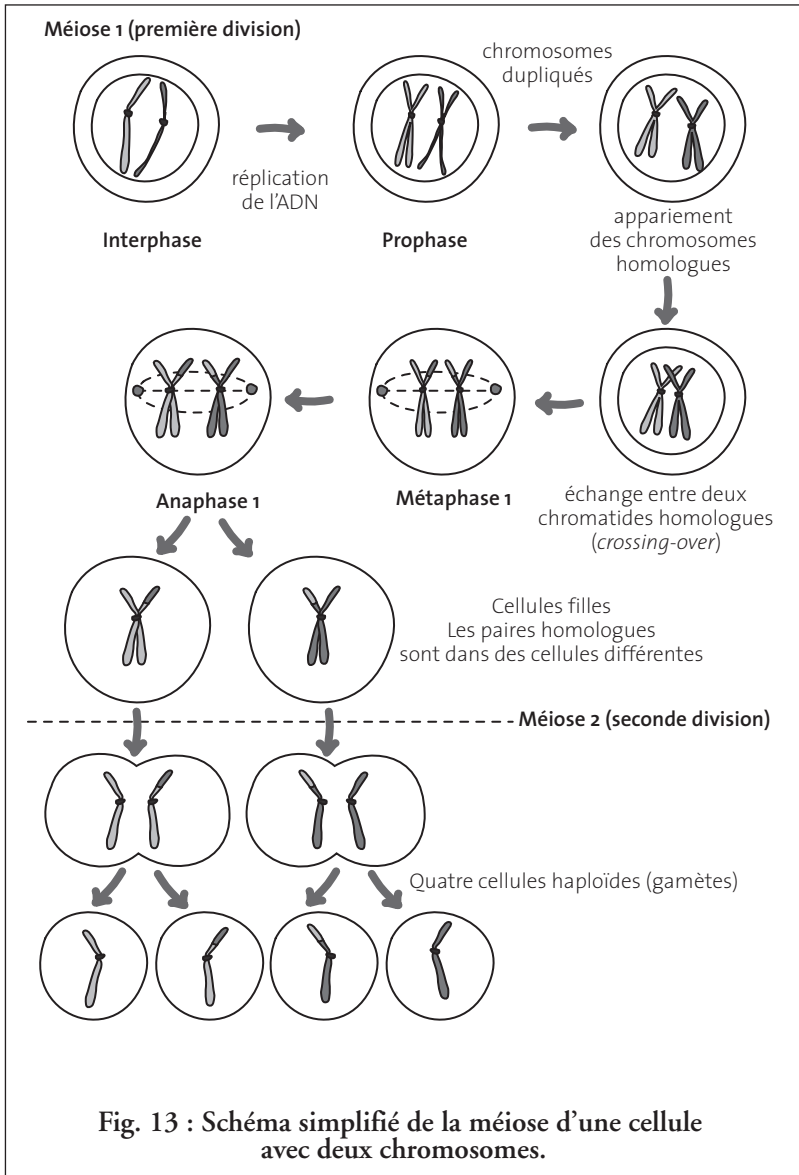 Méiose 1 (première division)
chromosomes
dupliqués
réplication
de l'ADN
Interphase
Prophase
appariement
des chromosomes
homologues
Anaphase 1
Métaphase 1
échange entre deux
chromatides homologues
(crossing-over)
Cellules filles
Les paires homologues
sont dans des cellules différentes
Méiose 2 (seconde division)
Quatre cellules haploïdes (gamètes)
Fig. 13 : Schéma simplifié de la méiose d'une cellule
avec deux chromosomes.